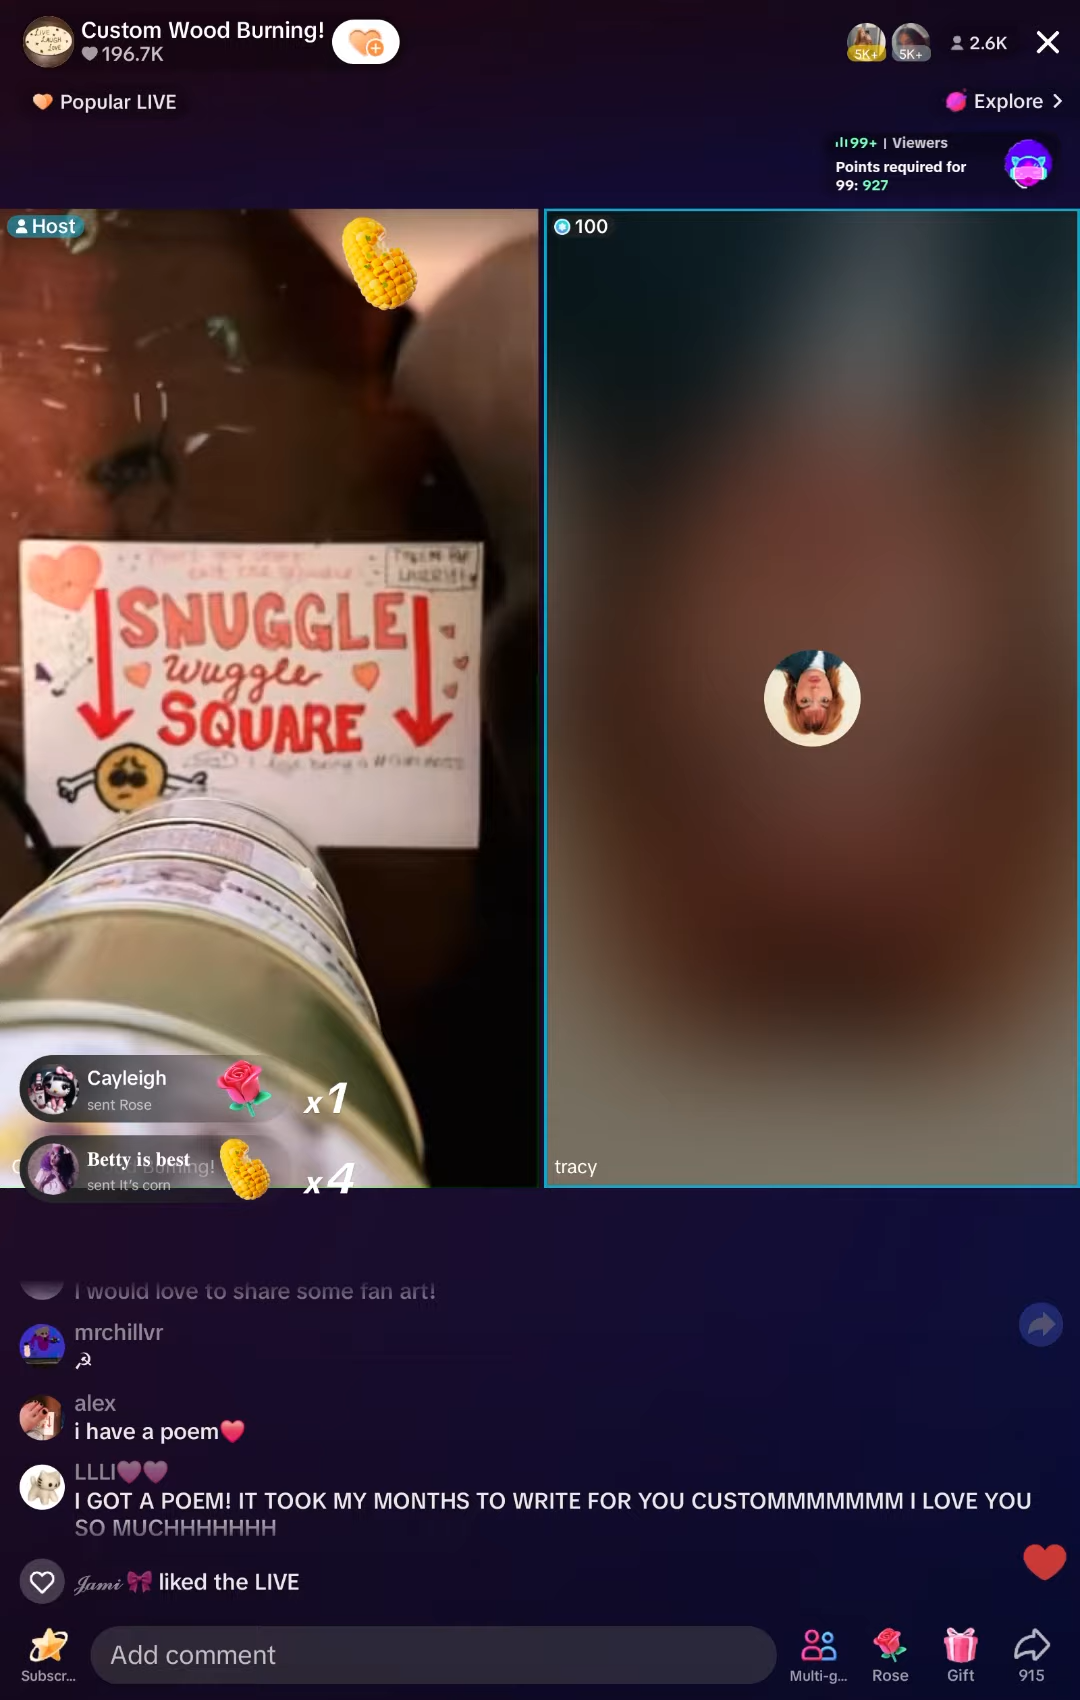 Custom Wood Burning!
196.7K
5K+
5K+
2.6K
Popular LIVE
Explore
99+ | Viewers
Points required for
99: 927
Host
100
SNUGGLE
wuggle
SQUARE
Cayleigh
sent Rose
x1
Betty is best
sent It's corn
x4
tracy
I would love to share some fan art!
mrchillvr
☭
alex
i have a poem❤️
LLLI💗💗
I GOT A POEM! IT TOOK MY MONTHS TO WRITE FOR YOU CUSTOMMMMMMM I LOVE YOU
SO MUCHHHHHHH
𝒥𝒶𝓂𝒾 🎀 liked the LIVE
Subscr...
Add comment
Multi-g...
Rose
Gift
915